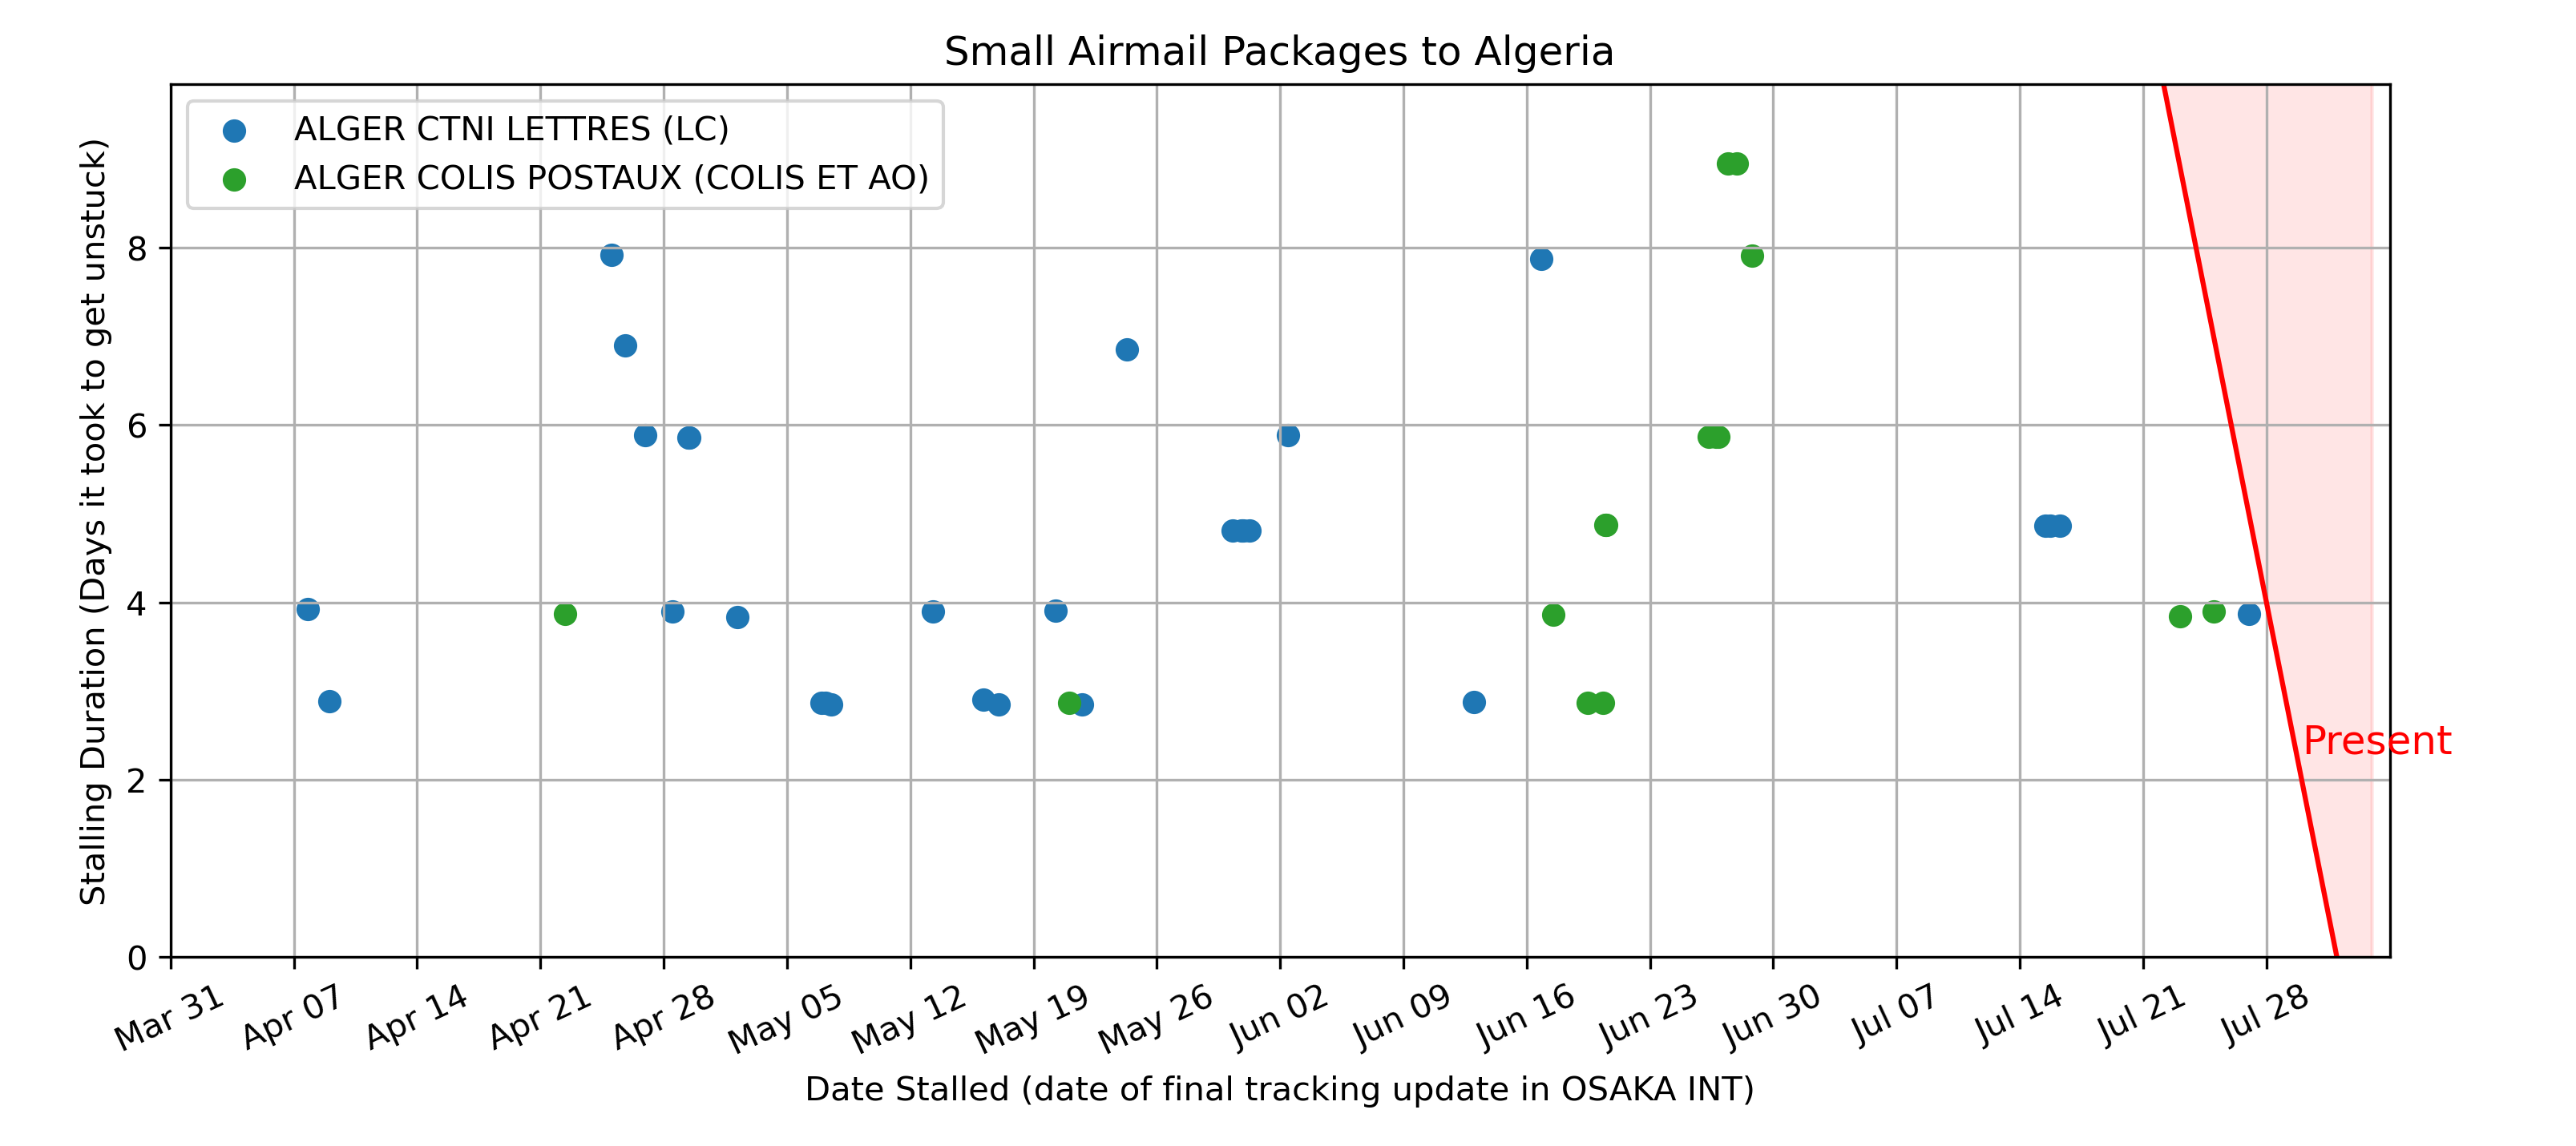 Small Airmail Packages to Algeria
ALGER CTNI LETTRES (LC)
ALGER COLIS POSTAUX (COLIS ET AO)
Stalling Duration (Days it took to get unstuck)
8
6
4
2
0
Present
Mar 31
Apr 07
Apr 14
Apr 21
Apr 28
May 05
May 12
May 19
May 26
Jun 02
Jun 09
Jun 16
Jun 23
Jun 30
Jul 07
Jul 14
Jul 21
Jul 28
Date Stalled (date of final tracking update in OSAKA INT)